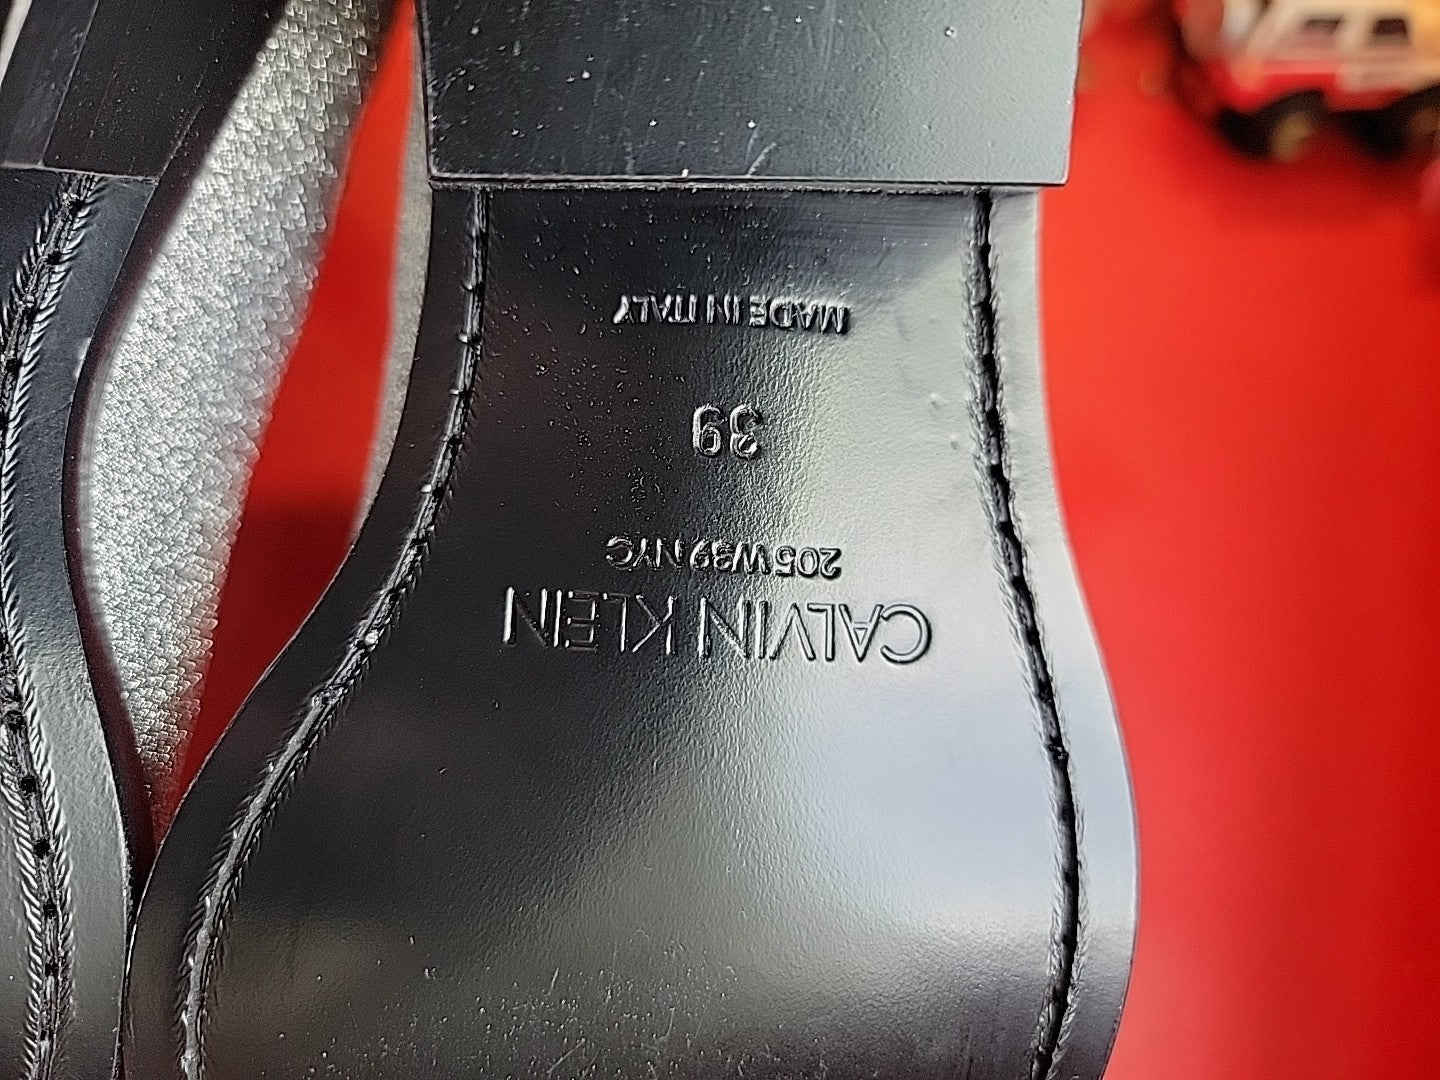 CALVIN KLEIN
205W39NYC
39
MADE IN ITALY